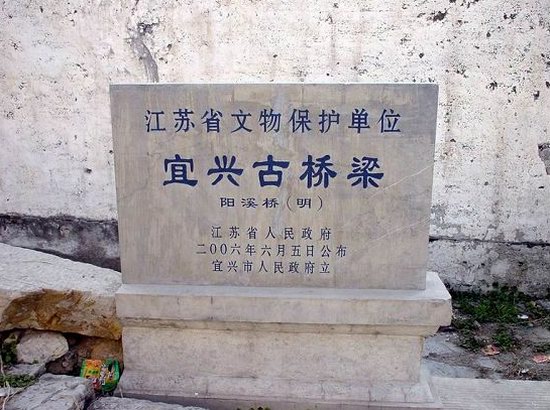 江苏省文物保护单位
宜兴古桥梁
阳溪桥(明)
江苏省人民政府
二〇〇六年六月五日公布
宜兴市人民政府立